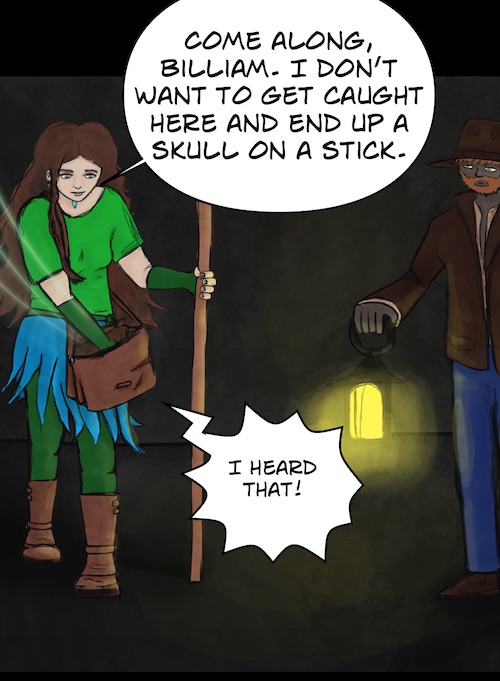 COME ALONG,
BILLIAM. I DON'T
WANT TO GET CAUGHT
HERE AND END UP A
SKULL ON A STICK.
I HEARD
THAT!